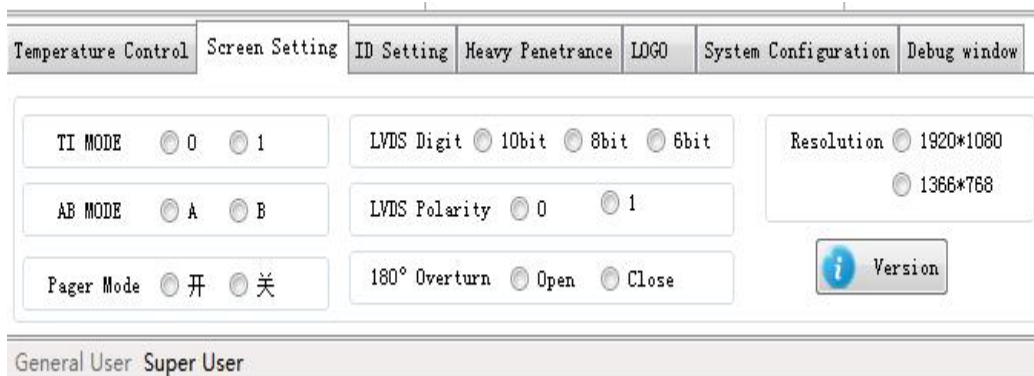 Temperature Control Screen Setting ID Setting Heavy Penetrance LOGO System Configuration Debug window
TI MODE 0 1
LVDS Digit 10bit 8bit 6bit
Resolution 1920*1080
1366*768
AB MODE A B
LVDS Polarity 0 1
Pager Mode 开 关
180° Overturn Open Close
Version
General User Super User